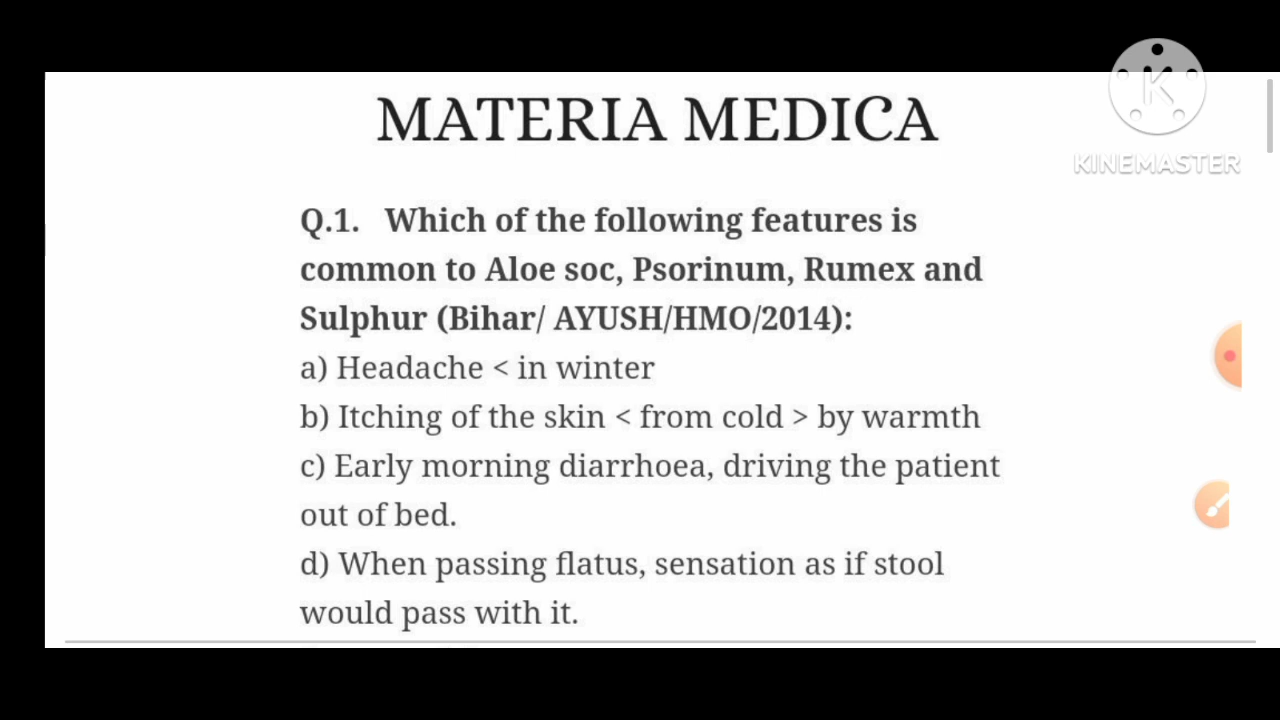 MATERIA MEDICA
KINEMASTER
Q.1. Which of the following features is
common to Aloe soc, Psorinum, Rumex and
Sulphur (Bihar/ AYUSH/HMO/2014):
a) Headache < in winter
b) Itching of the skin < from cold > by warmth
c) Early morning diarrhoea, driving the patient
out of bed.
d) When passing flatus, sensation as if stool
would pass with it.